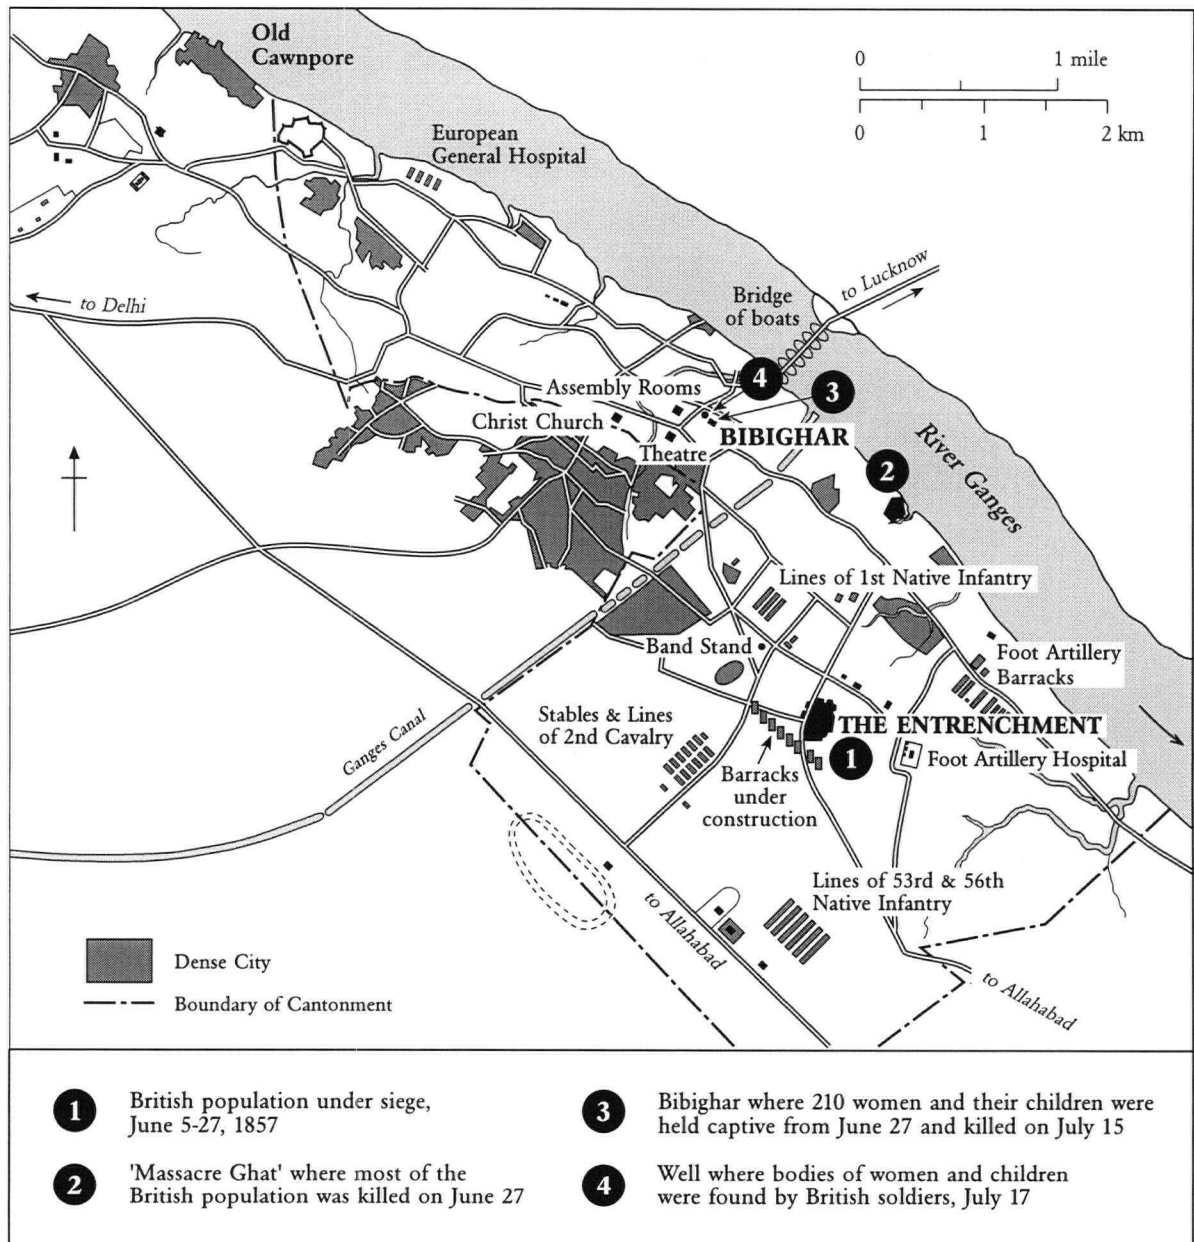 Old
Cawnpore
0 1 mile
0 1 2 km
European
General Hospital
to Lucknow
to Delhi
Bridge
of boats
4
3
Assembly Rooms
Christ Church
BIBIGHAR
Theatre
2
River Ganges
Lines of 1st Native Infantry
Band Stand
Foot Artillery
Barracks
Ganges Canal
Stables & Lines
of 2nd Cavalry
THE ENTRENCHMENT
1
Foot Artillery Hospital
Barracks
under
construction
Lines of 53rd & 56th
Native Infantry
to Allahabad
to Allahabad
Dense City
Boundary of Cantonment
1
British population under siege,
June 5-27, 1857
2
'Massacre Ghat' where most of the
British population was killed on June 27
3
Bibighar where 210 women and their children were
held captive from June 27 and killed on July 15
4
Well where bodies of women and children
were found by British soldiers, July 17